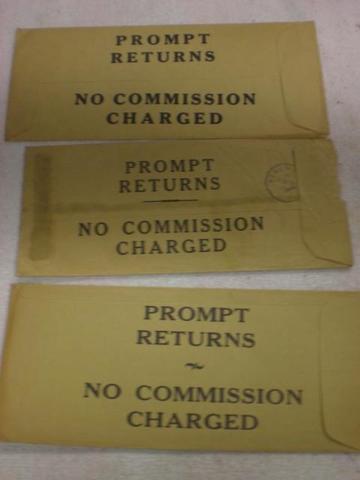 PROMPT
RETURNS
NO COMMISSION
CHARGED
PROMPT
RETURNS
NO COMMISSION
CHARGED
PROMPT
RETURNS
~
NO COMMISSION
CHARGED